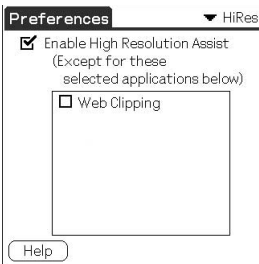 Preferences HiRes
Enable High Resolution Assist
(Except for these
selected applications below)
Web Clipping
Help